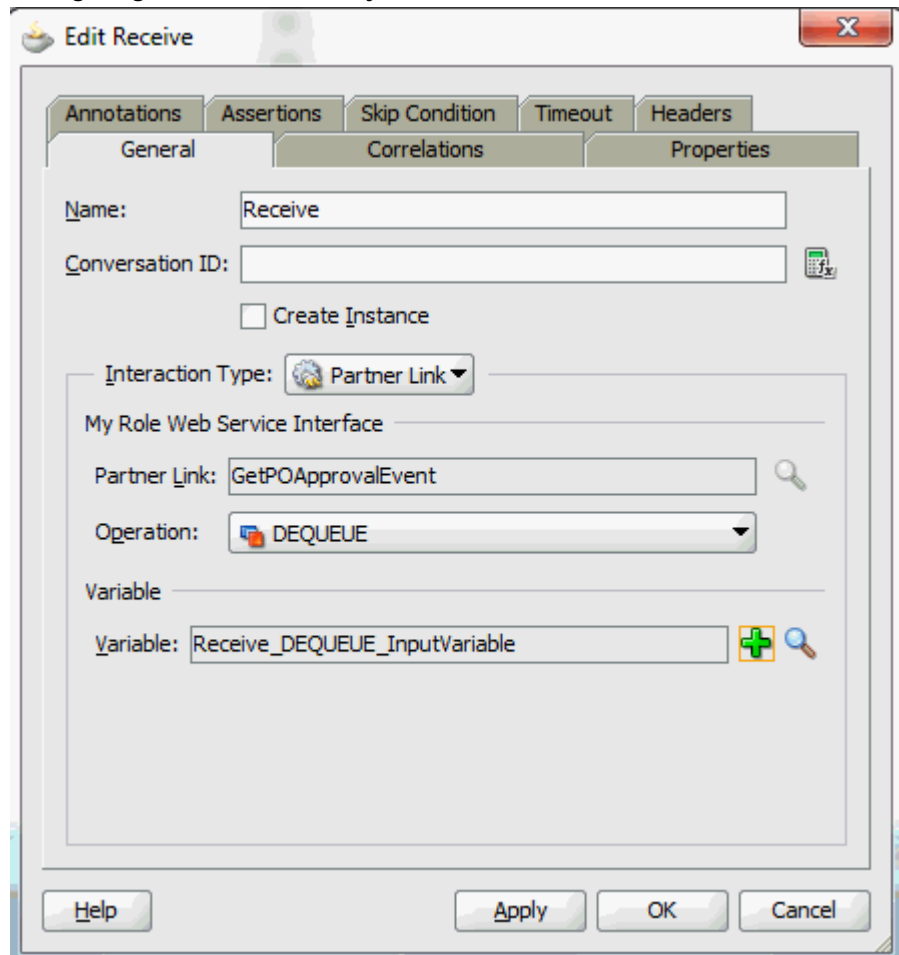 Edit Receive
Annotations Assertions Skip Condition Timeout Headers
General Correlations Properties
Name: Receive
Conversation ID:
Create Instance
Interaction Type: Partner Link
My Role Web Service Interface
Partner Link: GetPOApprovalEvent
Operation: DEQUEUE
Variable
Variable: Receive_DEQUEUE_InputVariable
Help Apply OK Cancel